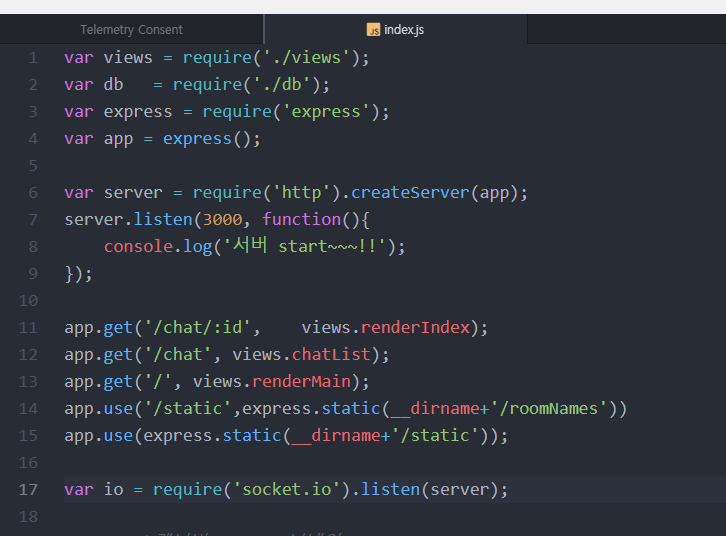 Telemetry Consent
JS index.js
1 var views = require('./views');
2 var db   = require('./db');
3 var express = require('express');
4 var app = express();
5
6 var server = require('http').createServer(app);
7 server.listen(3000, function(){
8     console.log('서버 start~~~!!');
9 });
10
11 app.get('/chat/:id',    views.renderIndex);
12 app.get('/chat', views.chatList);
13 app.get('/', views.renderMain);
14 app.use('/static',express.static(__dirname+'/roomNames'))
15 app.use(express.static(__dirname+'/static'));
16
17 var io = require('socket.io').listen(server);
18